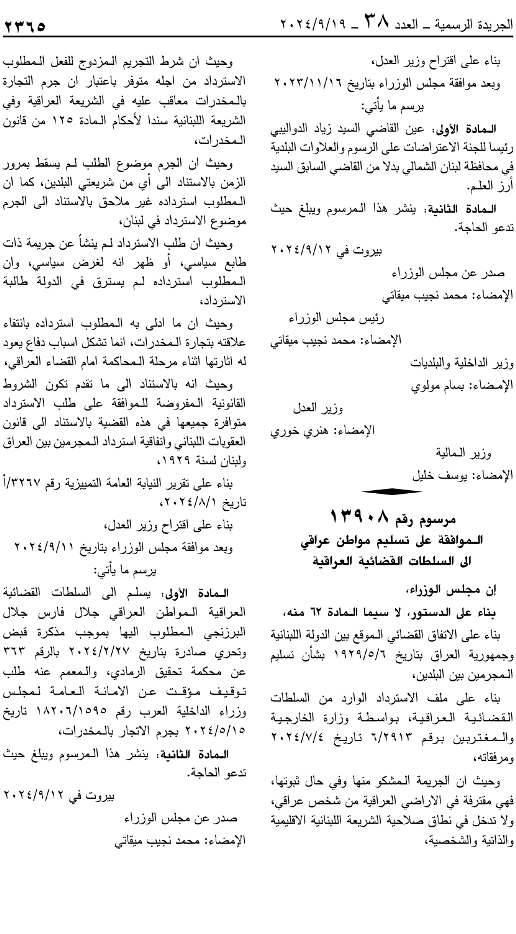 الجريدة الرسمية ــ العدد ٣٨ ــ ٢٠٢٤/٩/١٩
٢٣٦٥
بناء على اقتراح وزير العدل،
وبعد موافقة مجلس الوزراء بتاريخ ٢٠٢٣/١١/١٦
يرسم ما يأتي:
المادة الأولى: عين القاضي السيد زياد الدواليبي
رئيسا للجنة الاعتراضات على الرسوم والعلاوات البلدية
في محافظة لبنان الشمالي بدلا من القاضي السابق السيد
أرز العلم.
المادة الثانية: ينشر هذا المرسوم ويبلغ حيث
تدعو الحاجة.
بيروت في ٢٠٢٤/٩/١٢
صدر عن مجلس الوزراء
الإمضاء: محمد نجيب ميقاتي
رئيس مجلس الوزراء
الإمضاء: محمد نجيب ميقاتي
وزير الداخلية والبلديات
الإمضاء: بسام مولوي
وزير العدل
الإمضاء: هنري خوري
وزير المالية
الإمضاء: يوسف خليل
مرسوم رقم ١٣٩٠٨
الموافقة على تسليم مواطن عراقي
الى السلطات القضائية العراقية
إن مجلس الوزراء،
بناء على الدستور، لا سيما المادة ٦٢ منه،
بناء على الاتفاق القضائي الموقع بين الدولة اللبنانية
وجمهورية العراق بتاريخ ١٩٢٩/٥/٦ بشأن تسليم
المجرمين بين البلدين،
بناء على ملف الاسترداد الوارد من السلطات
القضائية العراقية، بواسطة وزارة الخارجية
والمغتربين برقم ٦/٢٩١٣ تاريخ ٢٠٢٤/٧/٤
ومرفقاته،
وحيث ان الجريمة المشكو منها وفي حال ثبوتها،
فهي مقترفة في الاراضي العراقية من شخص عراقي،
ولا تدخل في نطاق صلاحية الشريعة اللبنانية الاقليمية
والذاتية والشخصية،
وحيث ان شرط التجريم المزدوج للفعل المطلوب
الاسترداد من اجله متوفر باعتبار ان جرم التجارة
بالمخدرات معاقب عليه في الشريعة العراقية وفي
الشريعة اللبنانية سندا لأحكام المادة ١٢٥ من قانون
المخدرات،
وحيث ان الجرم موضوع الطلب لم يسقط بمرور
الزمن بالاستناد الى أي من شريعتي البلدين، كما ان
المطلوب استرداده غير ملاحق بالاستناد الى الجرم
موضوع الاسترداد في لبنان،
وحيث ان طلب الاسترداد لم ينشأ عن جريمة ذات
طابع سياسي، أو ظهر انه لغرض سياسي، وان
المطلوب استرداده لم يسترق في الدولة طالبة
الاسترداد،
وحيث ان ما ادلى به المطلوب استرداده بانتفاء
علاقته بتجارة المخدرات، انما تشكل اسباب دفاع يعود
له اثارتها أثناء مرحلة المحاكمة امام القضاء العراقي،
وحيث انه بالاستناد الى ما تقدم تكون الشروط
القانونية المفروضة للموافقة على طلب الاسترداد
متوافرة جميعها في هذه القضية بالاستناد الى قانون
العقوبات اللبناني واتفاقية استرداد المجرمين بين العراق
ولبنان لسنة ١٩٢٩،
بناء على تقرير النيابة العامة التمييزية رقم ٣٢٦٧/أ
تاريخ ٢٠٢٤/٨/١،
بناء على اقتراح وزير العدل،
وبعد موافقة مجلس الوزراء بتاريخ ٢٠٢٤/٩/١١
يرسم ما يأتي:
المادة الأولى: يسلم الى السلطات القضائية
العراقية المواطن العراقي جلال فارس جلال
البرزنجي المطلوب اليها بموجب مذكرة قبض
وتحري صادرة بتاريخ ٢٠٢٤/٢/٢٧ بالرقم ٣٦٣
عن محكمة تحقيق الرمادي، والمعمم عنه طلب
توقيف مؤقت عن الامانة العامة لمجلس
وزراء الداخلية العرب رقم ١٨٢٠٦/١٥٩٥ تاريخ
٢٠٢٤/٥/١٥ بجرم الاتجار بالمخدرات،
المادة الثانية: ينشر هذا المرسوم ويبلغ حيث
تدعو الحاجة.
بيروت في ٢٠٢٤/٩/١٢
صدر عن مجلس الوزراء
الإمضاء: محمد نجيب ميقاتي